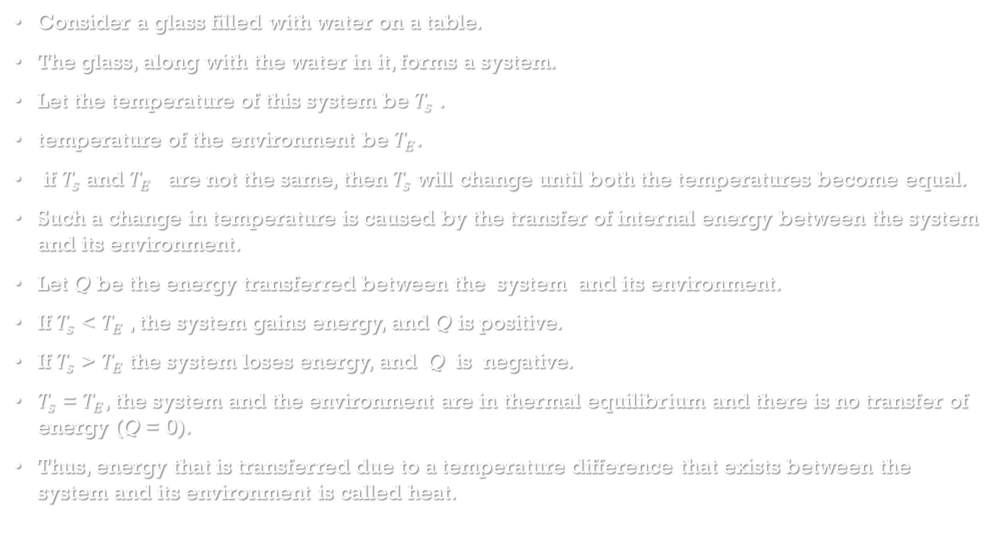 • Consider a glass filled with water on a table.
• The glass, along with the water in it, forms a system.
• Let the temperature of this system be T_S .
• temperature of the environment be T_E.
• if T_S and T_E are not the same, then T_S will change until both the temperatures become equal.
• Such a change in temperature is caused by the transfer of internal energy between the system
and its environment.
• Let Q be the energy transferred between the system and its environment.
• If T_S < T_E , the system gains energy, and Q is positive.
• If T_S > T_E the system loses energy, and Q is negative.
• T_S = T_E, the system and the environment are in thermal equilibrium and there is no transfer of
energy (Q = 0).
• Thus, energy that is transferred due to a temperature difference that exists between the
system and its environment is called heat.